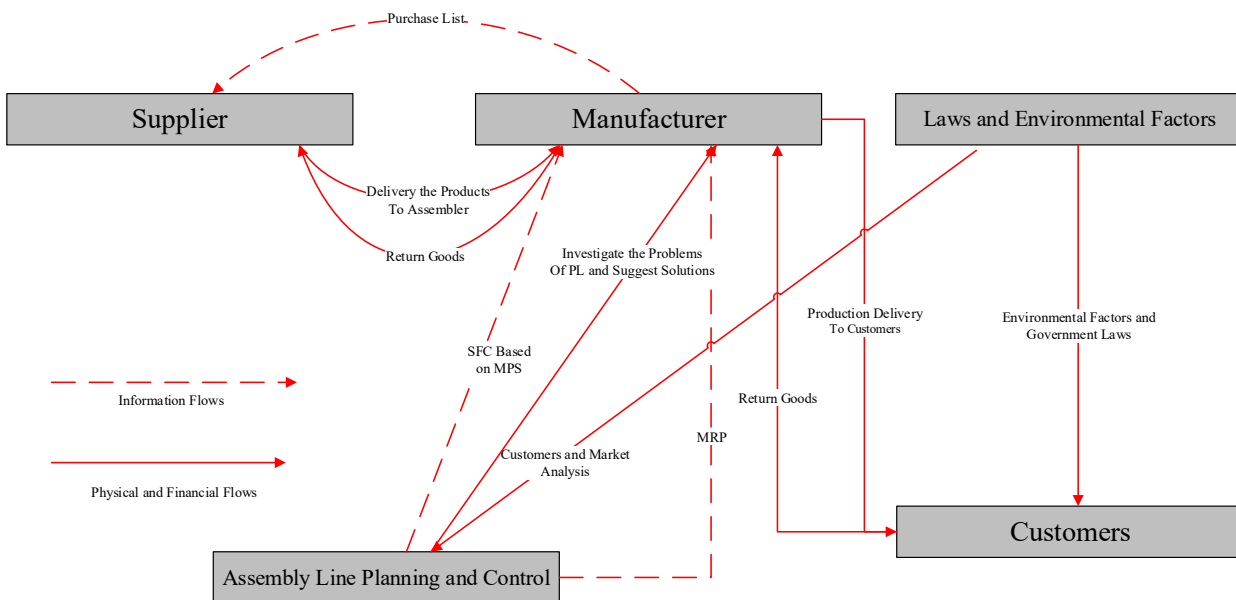 Purchase List
Supplier
Manufacturer
Laws and Environmental Factors
Delivery the Products
To Assembler
Return Goods
Investigate the Problems
Of PL and Suggest Solutions
Production Delivery
To Customers
Environmental Factors and
Government Laws
SFC Based
on MPS
Information Flows
Return Goods
MRP
Customers and Market
Analysis
Physical and Financial Flows
Customers
Assembly Line Planning and Control